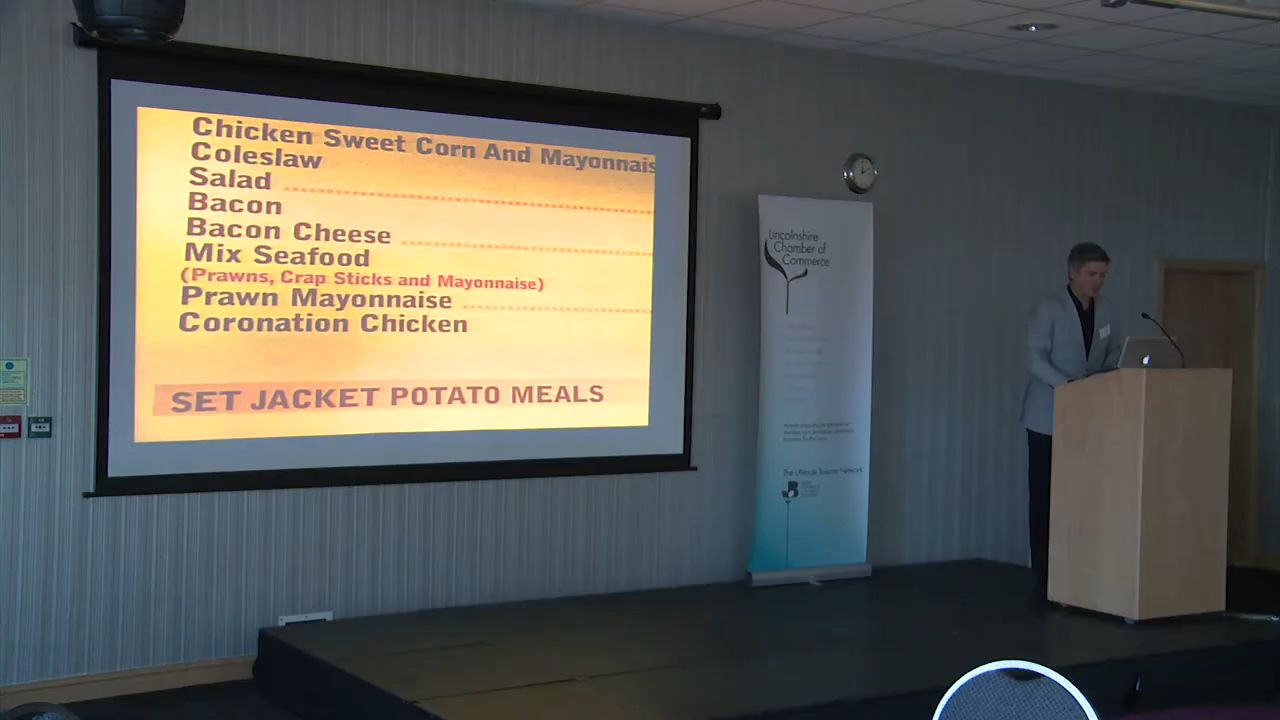 Chicken Sweet Corn And Mayonnais
Coleslaw
Salad
Bacon
Bacon Cheese
Mix Seafood
(Prawns, Crap Sticks and Mayonnaise)
Prawn Mayonnaise
Coronation Chicken
SET JACKET POTATO MEALS
Lincolnshire
Chamber of
Commerce